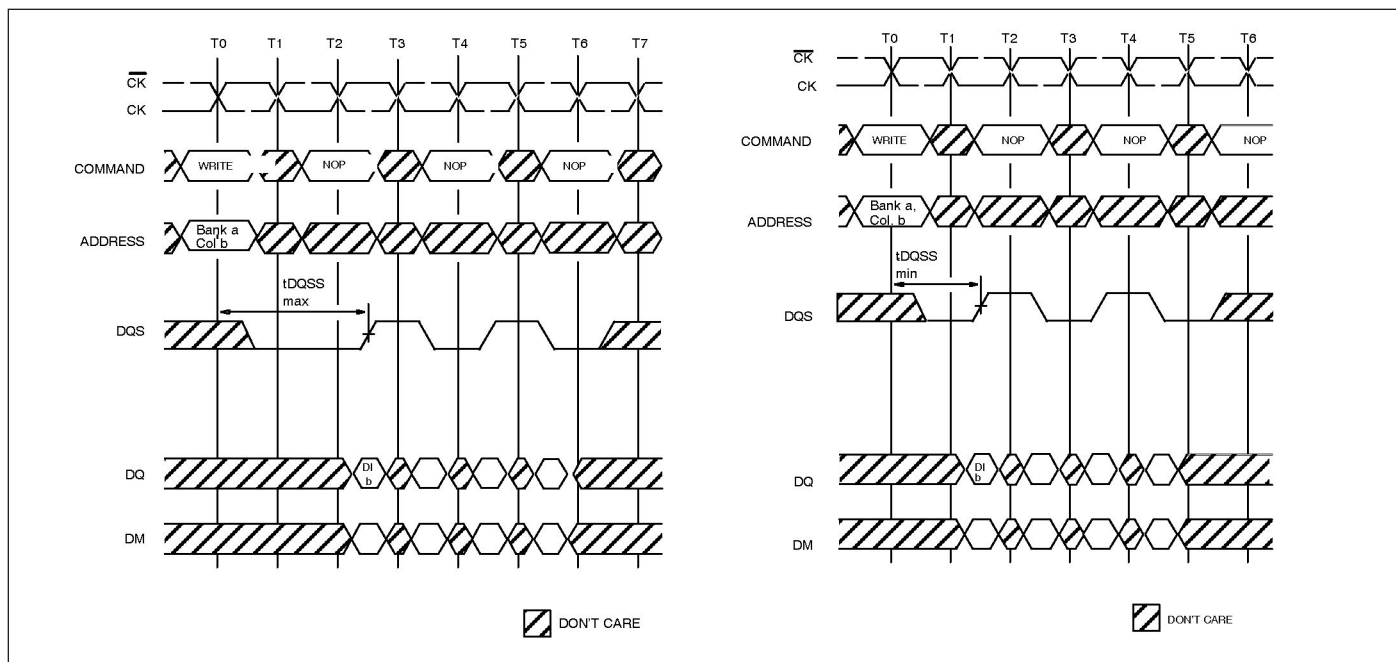 T0 T1 T2 T3 T4 T5 T6 T7
CK
CK
COMMAND WRITE NOP NOP NOP
ADDRESS Bank a
Col b
tDQSS
max
DQS
DQ DI
b
DM
DON'T CARE
T0 T1 T2 T3 T4 T5 T6
CK
CK
COMMAND WRITE NOP NOP NOP
ADDRESS Bank a,
Col, b
tDQSS
min
DQS
DQ DI
b
DM
DON'T CARE